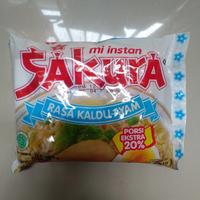 mi instan
SAKURA
RASA KALDU AYAM
PORSI
EKSTRA
20%